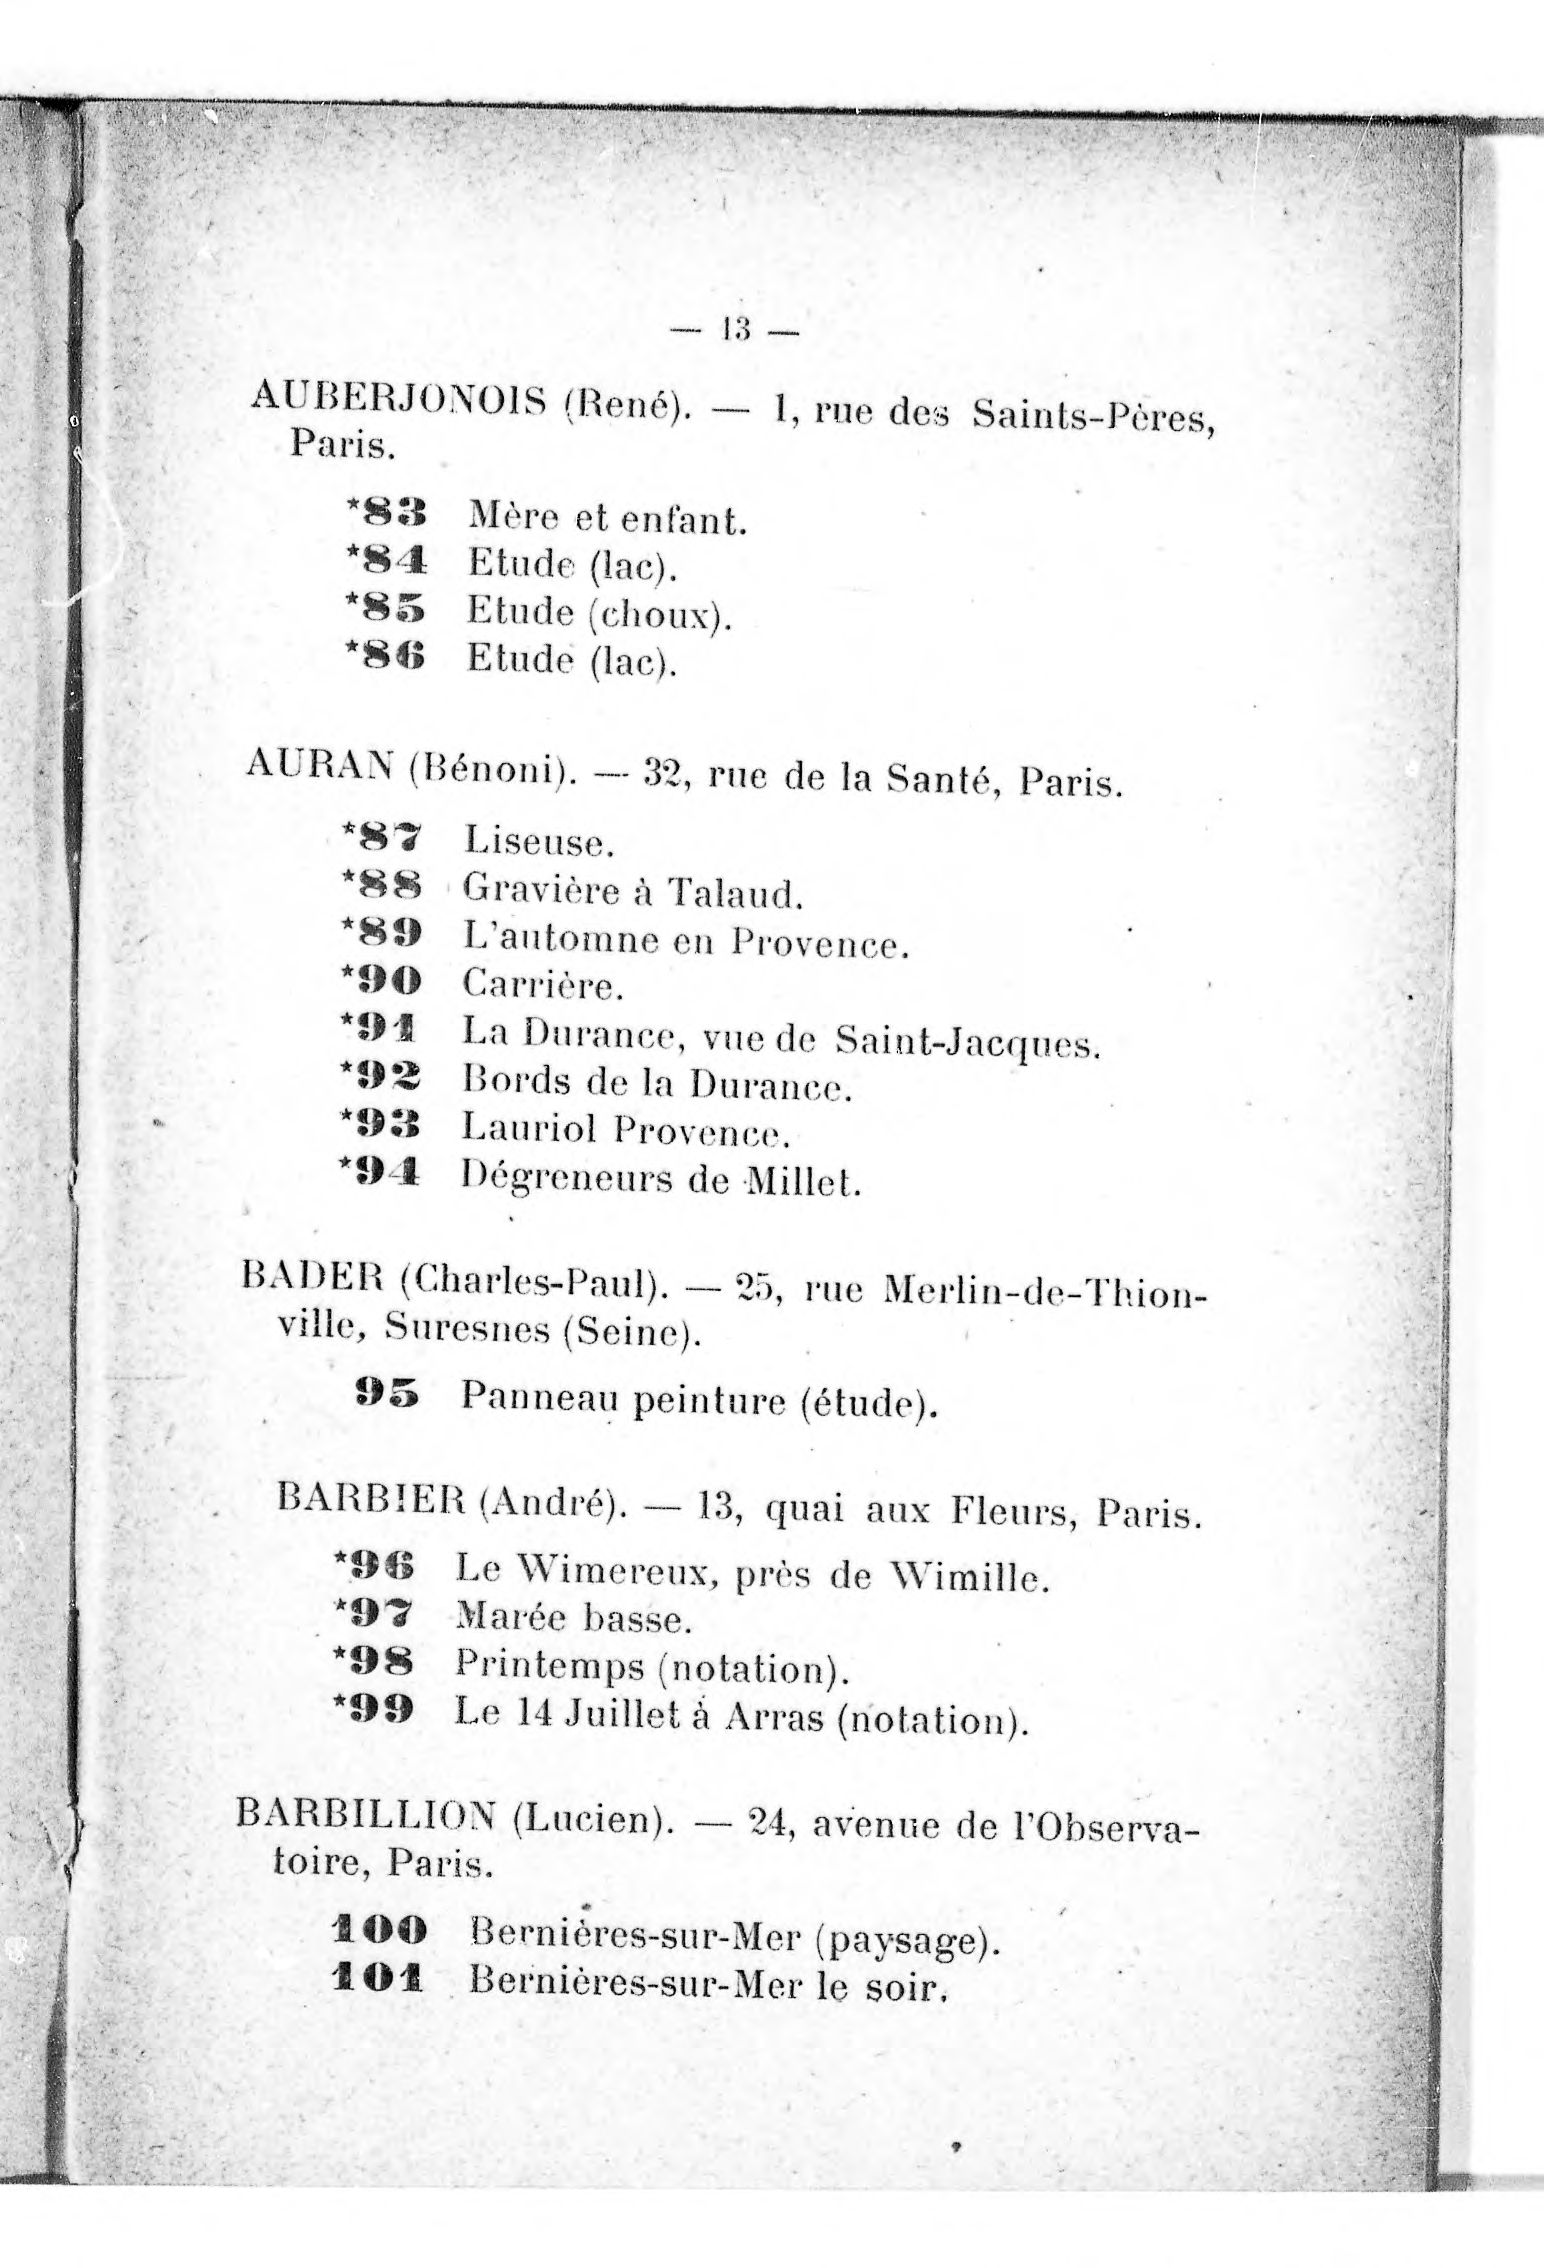 — 13 —
AUBERJONOIS (René). — 1, rue des Saints-Pères,
Paris.
*83 Mère et enfant.
*84 Etude (lac).
*85 Etude (choux).
*86 Etude (lac).
AURAN (Bénoni). — 32, rue de la Santé, Paris.
*87 Liseuse.
*88 Gravière à Talaud.
*89 L'automne en Provence.
*90 Carrière.
*91 La Durance, vue de Saint-Jacques.
*92 Bords de la Durance.
*93 Lauriol Provence.
*94 Dégreneurs de Millet.
BADER (Charles-Paul). — 25, rue Merlin-de-Thion-
ville, Suresnes (Seine).
95 Panneau peinture (étude).
BARBIER (André). — 13, quai aux Fleurs, Paris.
*96 Le Wimereux, près de Wimille.
*97 Marée basse.
*98 Printemps (notation).
*99 Le 14 Juillet à Arras (notation).
BARBILLION (Lucien). — 24, avenue de l'Observa-
toire, Paris.
100 Bernières-sur-Mer (paysage).
101 Bernières-sur-Mer le soir.